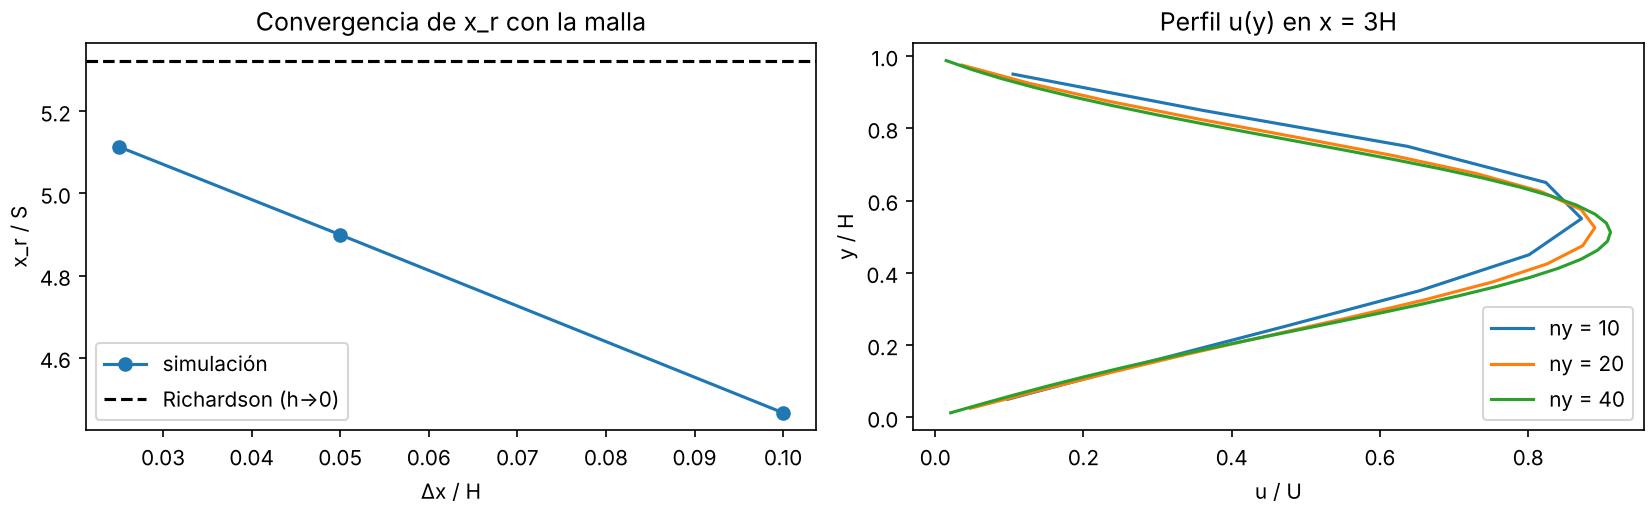 Convergencia de x_r con la malla
x_r / S
5.2
5.0
4.8
4.6
simulación
Richardson (h→0)
0.03 0.04 0.05 0.06 0.07 0.08 0.09 0.10
Δx / H
Perfil u(y) en x = 3H
y / H
1.0
0.8
0.6
0.4
0.2
0.0
ny = 10
ny = 20
ny = 40
0.0 0.2 0.4 0.6 0.8
u / U